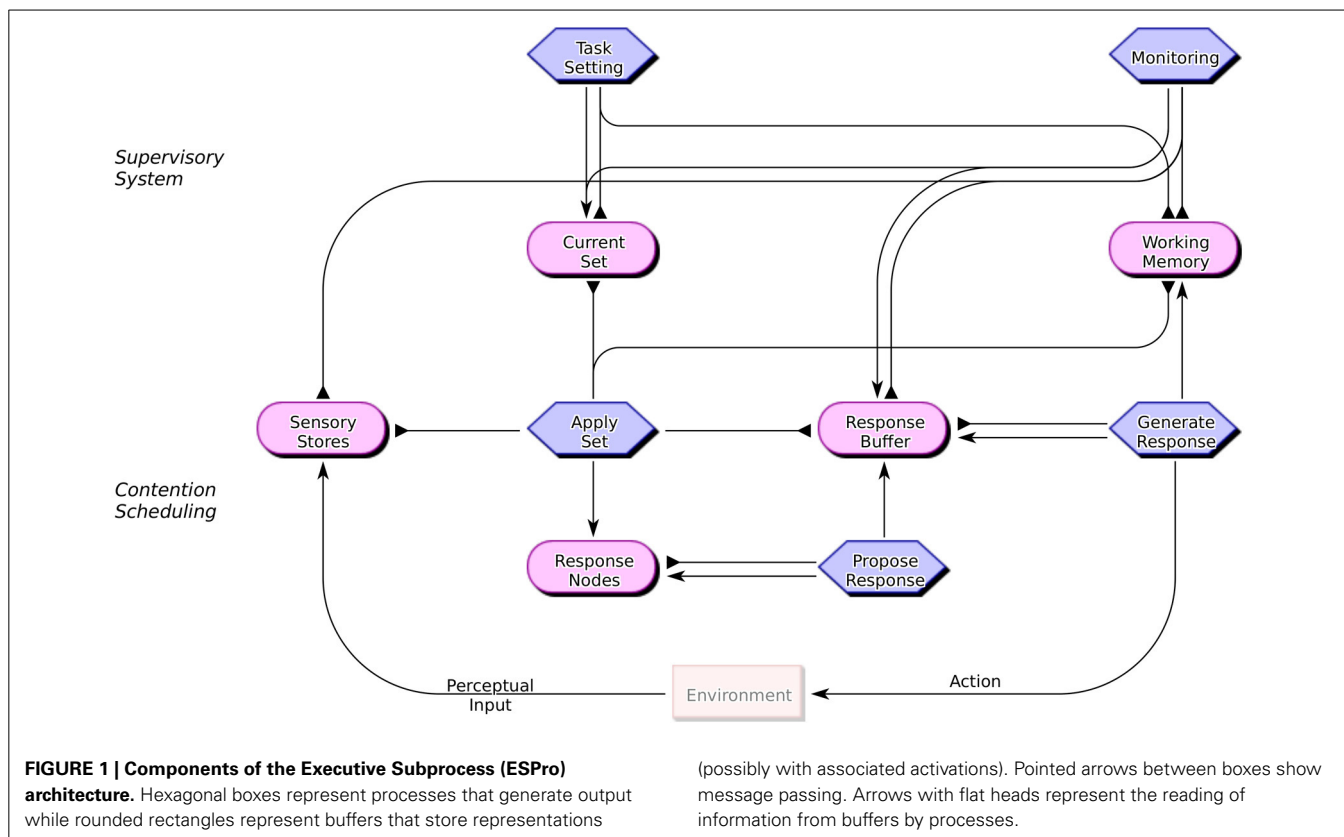 Task
Setting
Monitoring
Supervisory
System
Current
Set
Working
Memory
Sensory
Stores
Apply
Set
Response
Buffer
Generate
Response
Contention
Scheduling
Response
Nodes
Propose
Response
Perceptual
Input
Environment
Action
FIGURE 1 | Components of the Executive Subprocess (ESPro)
architecture. Hexagonal boxes represent processes that generate output
while rounded rectangles represent buffers that store representations
(possibly with associated activations). Pointed arrows between boxes show
message passing. Arrows with flat heads represent the reading of
information from buffers by processes.